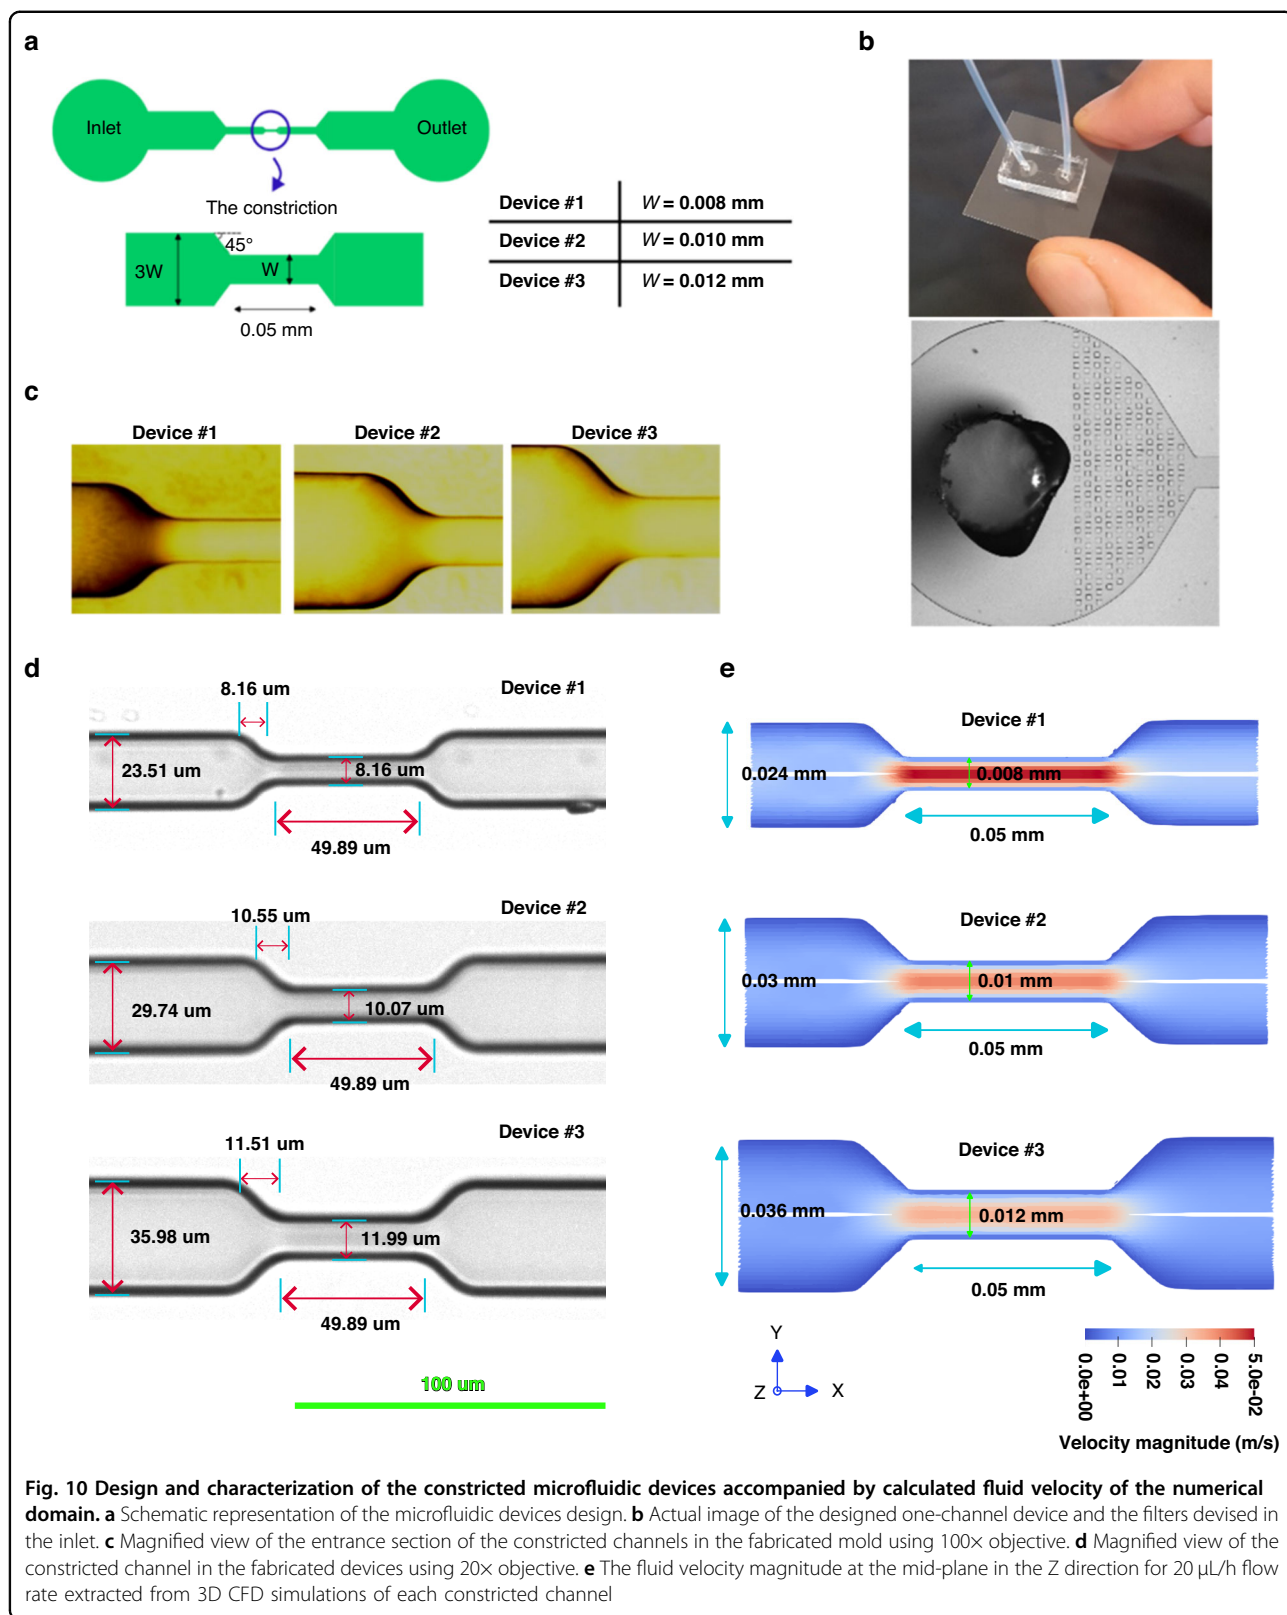 a
Inlet
Outlet
The constriction
45°
3W
W
0.05 mm
Device #1 W = 0.008 mm
Device #2 W = 0.010 mm
Device #3 W = 0.012 mm
b
c
Device #1
Device #2
Device #3
d
Device #1
8.16 um
23.51 um
8.16 um
49.89 um
Device #2
10.55 um
29.74 um
10.07 um
49.89 um
Device #3
11.51 um
35.98 um
11.99 um
49.89 um
100 um
e
Device #1
0.024 mm
0.008 mm
0.05 mm
Device #2
0.03 mm
0.01 mm
0.05 mm
Device #3
0.036 mm
0.012 mm
0.05 mm
Y
Z
X
0.0e+00
0.01
0.02
0.03
0.04
5.0e-02
Velocity magnitude (m/s)
Fig. 10 Design and characterization of the constricted microfluidic devices accompanied by calculated fluid velocity of the numerical
domain. a Schematic representation of the microfluidic devices design. b Actual image of the designed one-channel device and the filters devised in
the inlet. c Magnified view of the entrance section of the constricted channels in the fabricated mold using 100× objective. d Magnified view of the
constricted channel in the fabricated devices using 20× objective. e The fluid velocity magnitude at the mid-plane in the Z direction for 20 µL/h flow
rate extracted from 3D CFD simulations of each constricted channel